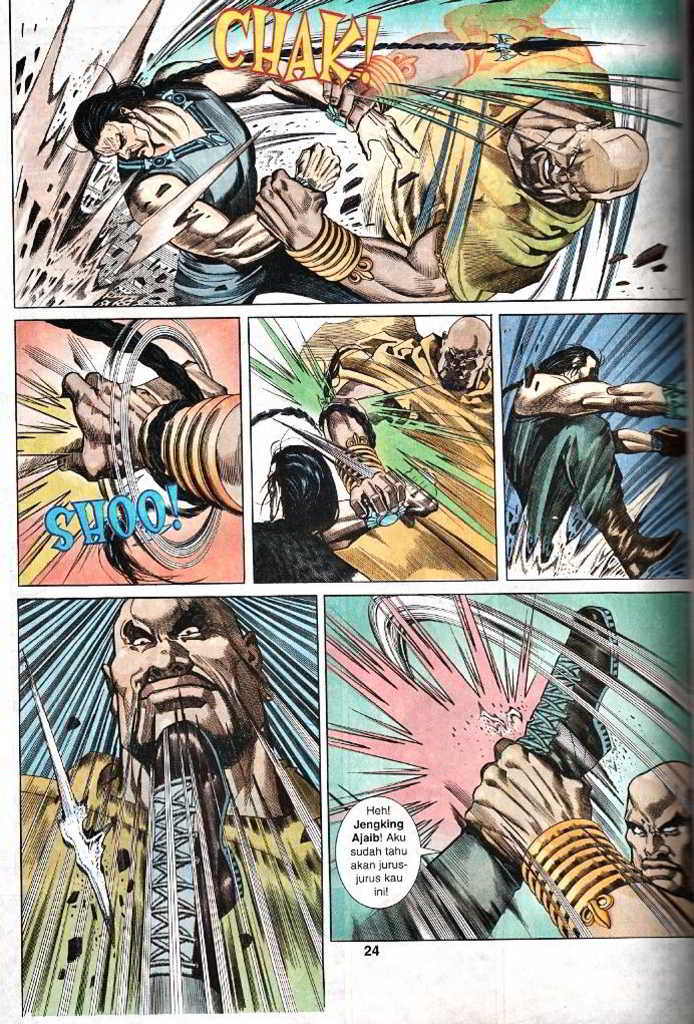 CHAK!
SHOO!
Heh!
Jengking
Ajaib! Aku
sudah tahu
akan jurus-
jurus kau
ini!
24